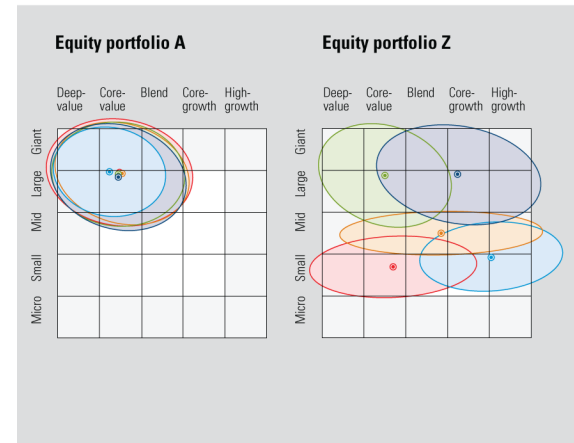 Equity portfolio A
Equity portfolio Z
Deep-
value
Core-
value
Blend
Core-
growth
High-
growth
Deep-
value
Core-
value
Blend
Core-
growth
High-
growth
Giant
Large
Mid
Small
Micro
Giant
Large
Mid
Small
Micro